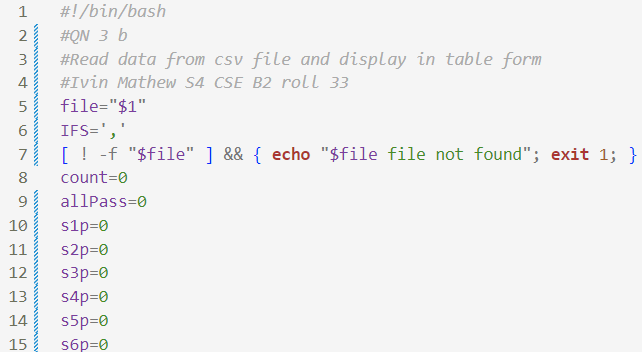 1 #!/bin/bash
2 #QN 3 b
3 #Read data from csv file and display in table form
4 #Ivin Mathew S4 CSE B2 roll 33
5 file="$1"
6 IFS=','
7 [ ! -f "$file" ] && { echo "$file file not found"; exit 1; }
8 count=0
9 allPass=0
10 s1p=0
11 s2p=0
12 s3p=0
13 s4p=0
14 s5p=0
15 s6p=0